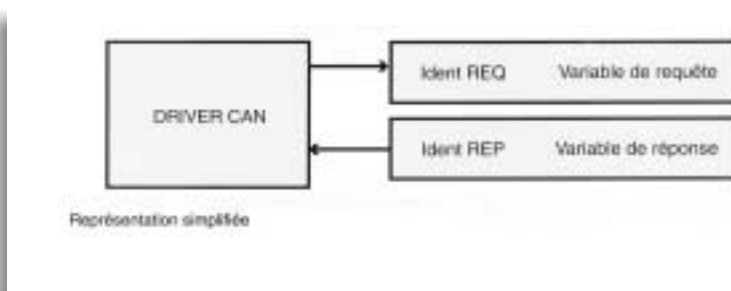 Ident REQ Variable de requête
DRIVER CAN
Ident REP Variable de réponse
Représentation simplifiée